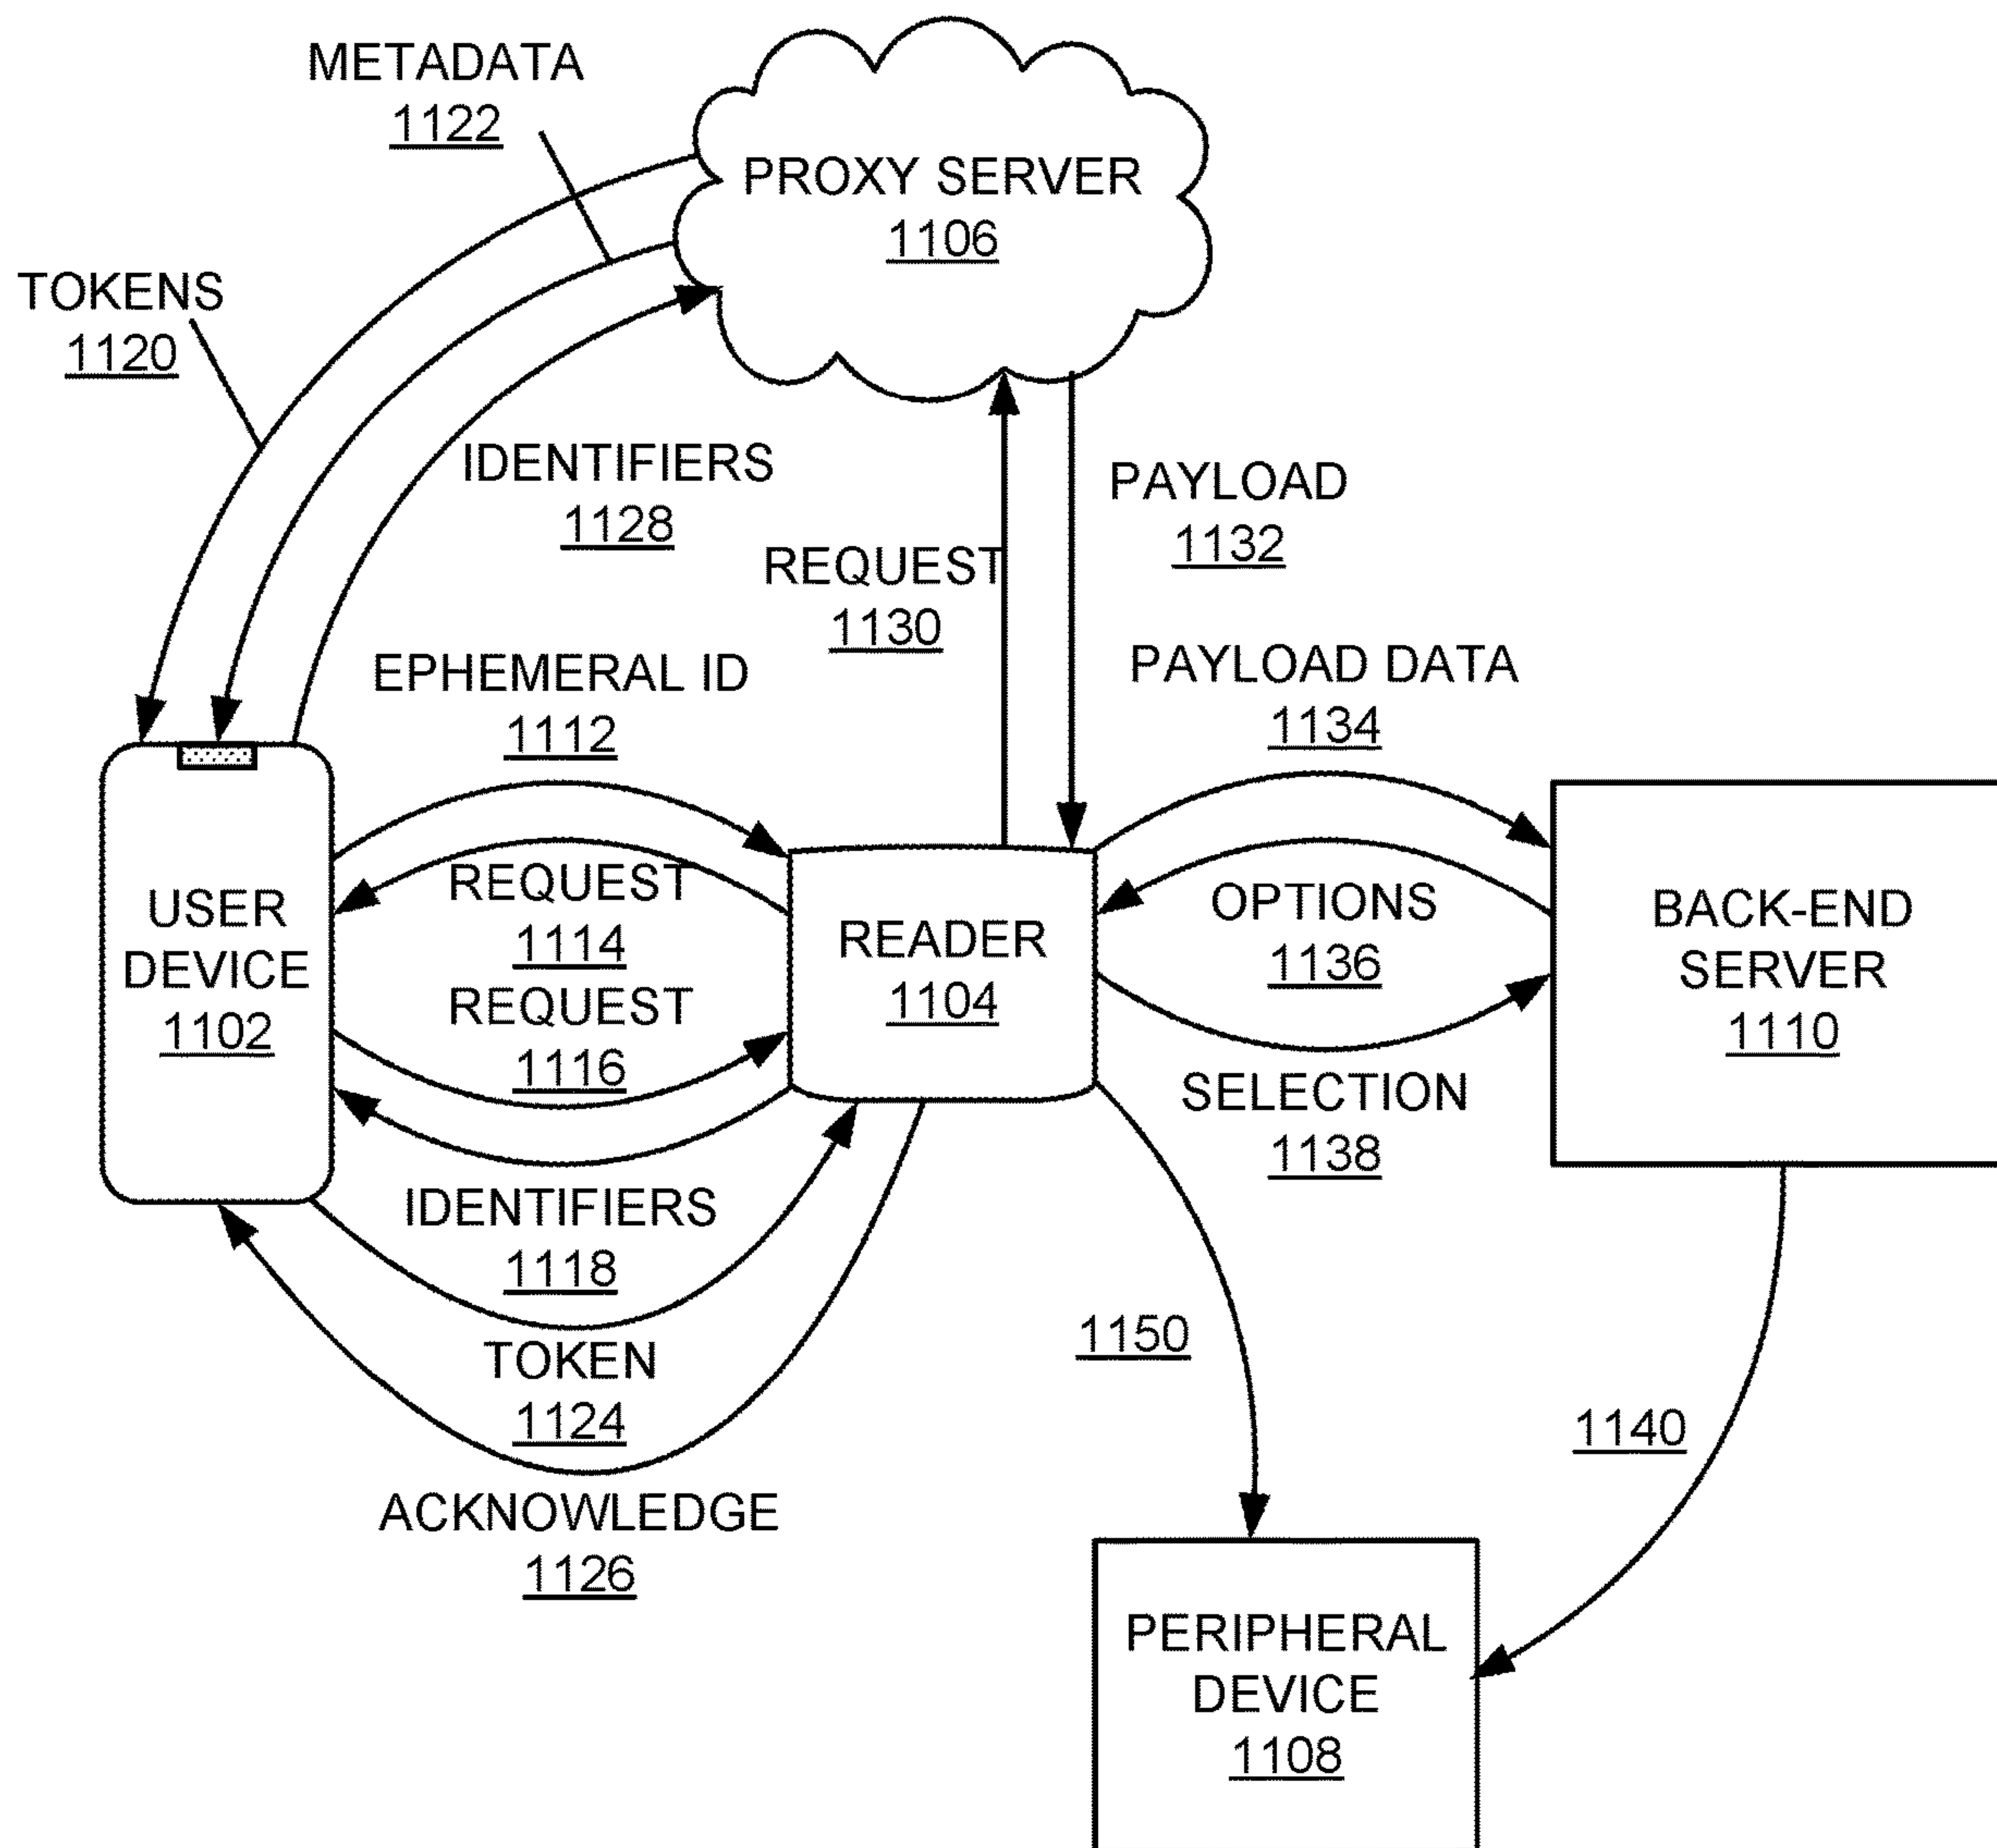 METADATA
1122
PROXY SERVER
1106
TOKENS
1120
IDENTIFIERS
1128
PAYLOAD
1132
REQUEST
1130
EPHEMERAL ID
1112
PAYLOAD DATA
1134
USER
DEVICE
1102
REQUEST
1114
REQUEST
1116
READER
1104
OPTIONS
1136
BACK-END
SERVER
1110
SELECTION
1138
IDENTIFIERS
1118
TOKEN
1124
1150
1140
ACKNOWLEDGE
1126
PERIPHERAL
DEVICE
1108